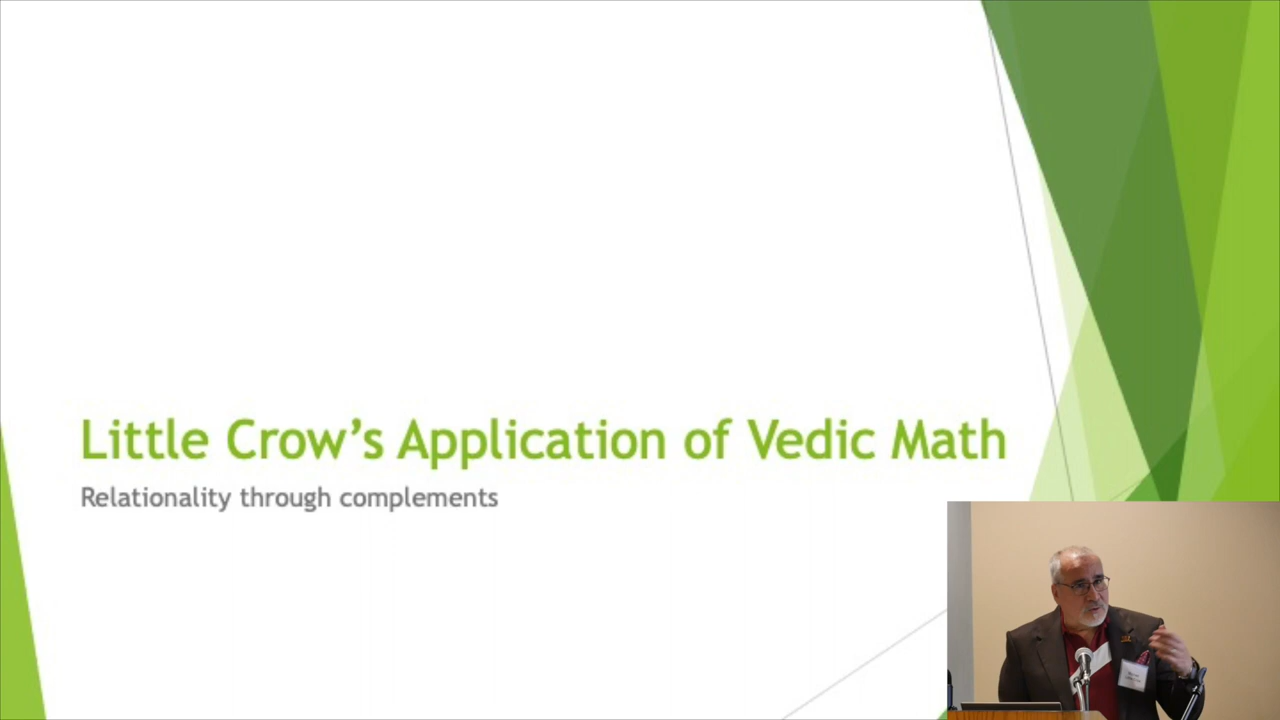 Little Crow’s Application of Vedic Math
Relationality through complements